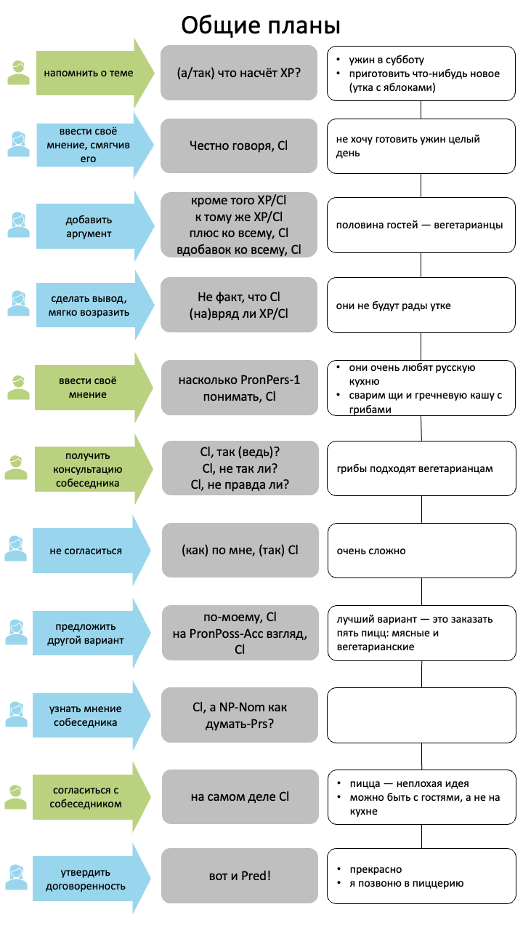 Общие планы
напомнить о теме
(а/так) что насчёт XP?
• ужин в субботу
• приготовить что-нибудь новое
(утка с яблоками)
ввести своё
мнение, смягчив
его
Честно говоря, Cl
не хочу готовить ужин целый
день
добавить
аргумент
кроме того XP/Cl
к тому же XP/Cl
плюс ко всему, Cl
вдобавок ко всему, Cl
половина гостей — вегетарианцы
сделать вывод,
мягко возразить
Не факт, что Cl
(на)вряд ли XP/Cl
они не будут рады утке
ввести своё
мнение
насколько PronPers-1
понимать, Cl
• они очень любят русскую
кухню
• сварим щи и гречневую кашу с
грибами
получить
консультацию
собеседника
Cl, так (ведь)?
Cl, не так ли?
Cl, не правда ли?
грибы подходят вегетарианцам
не согласиться
(как) по мне, (так) Cl
очень сложно
предложить
другой вариант
по-моему, Cl
на PronPoss-Acc взгляд,
Cl
лучший вариант — это заказать
пять пицц: мясные и
вегетарианские
узнать мнение
собеседника
Cl, а NP-Nom как
думать-Prs?
согласиться с
собеседником
на самом деле Cl
• пицца — неплохая идея
• можно быть с гостями, а не на
кухне
утвердить
договоренность
вот и Pred!
• прекрасно
• я позвоню в пиццерию